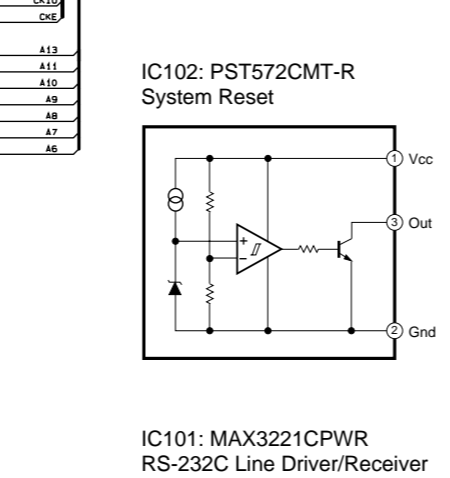 CKE
A13
A11
A10
A9
A8
A7
A6
IC102: PST572CMT-R
System Reset
1 Vcc
+
3 Out
−
2 Gnd
IC101: MAX3221CPWR
RS-232C Line Driver/Receiver